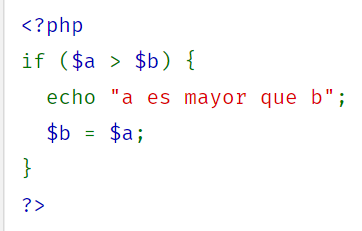 <?php
if ($a > $b) {
  echo "a es mayor que b";
  $b = $a;
}
?>